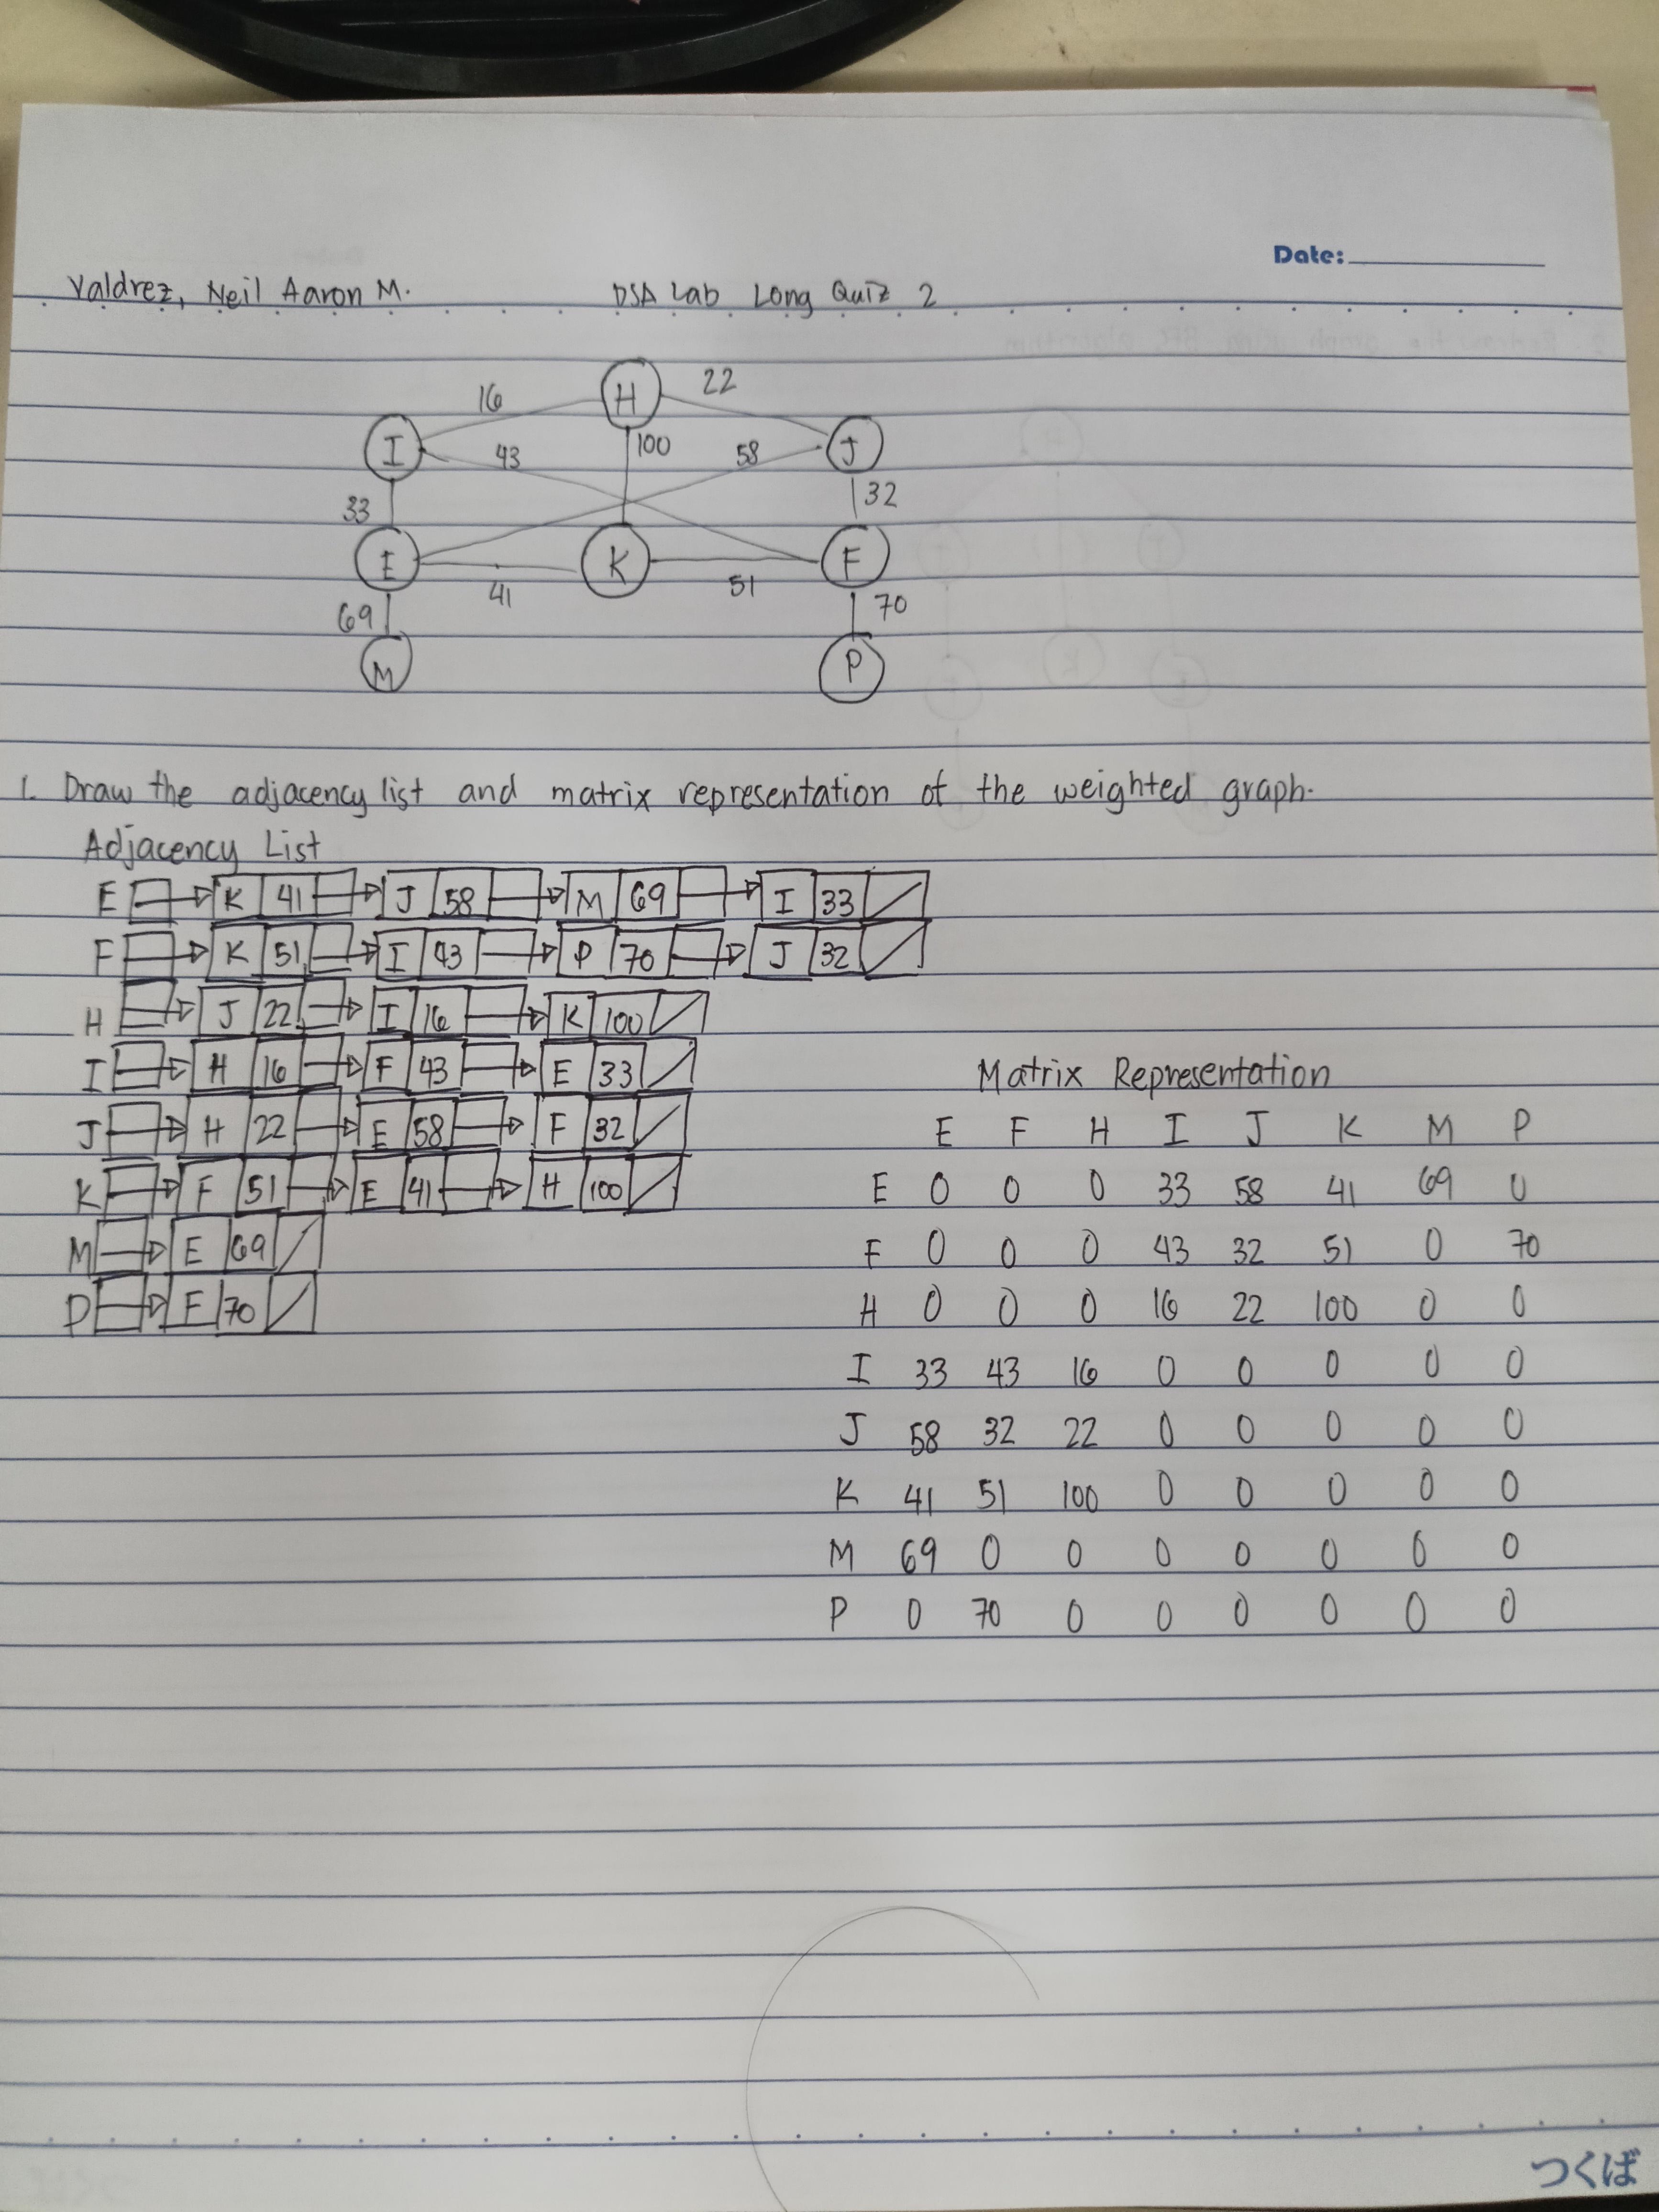 Date:
Valdrez, Neil Aaron M. DSA Lab Long Quiz 2
H
16 22
I J
43 100 58
33 32
E K F
41 51
69 70
M P
1. Draw the adjacency list and matrix representation of the weighted graph.
Adjacency List
E K 41 J 58 M 69 I 33
F K 51 I 43 P 70 J 32
H J 22 I 16 K 100
I H 16 F 43 E 33
J H 22 E 58 F 32
K F 51 E 41 H 100
M E 69
P F 70
Matrix Representation
E F H I J K M P
E 0 0 0 33 58 41 69 0
F 0 0 0 43 32 51 0 70
H 0 0 0 16 22 100 0 0
I 33 43 16 0 0 0 0 0
J 58 32 22 0 0 0 0 0
K 41 51 100 0 0 0 0 0
M 69 0 0 0 0 0 0 0
P 0 70 0 0 0 0 0 0
つくば